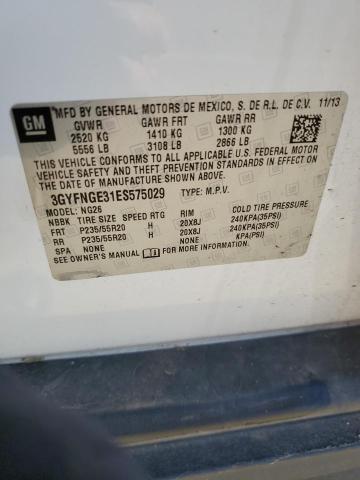 GM
MFD BY GENERAL MOTORS DE MEXICO, S. DE R.L. DE C.V. 11/13
GVWR GAWR FRT GAWR RR
2520 KG 1410 KG 1300 KG
5556 LB 3108 LB 2866 LB
THIS VEHICLE CONFORMS TO ALL APPLICABLE U.S. FEDERAL MOTOR
VEHICLE SAFETY, AND THEFT PREVENTION STANDARDS IN EFFECT
ON THE DATE OF MANUFACTURE SHOWN ABOVE.
3GYFNGE31ES575029 TYPE: M.P.V.
MODEL: NG26
NBBK TIRE SIZE SPEED RTG RIM COLD TIRE PRESSURE
FRT P235/55R20 H 20X8J 240KPA(35PSI)
RR P235/55R20 H 20X8J 240KPA(35PSI)
SPA NONE NONE KPA(PSI)
SEE OWNER'S MANUAL FOR MORE INFORMATION.